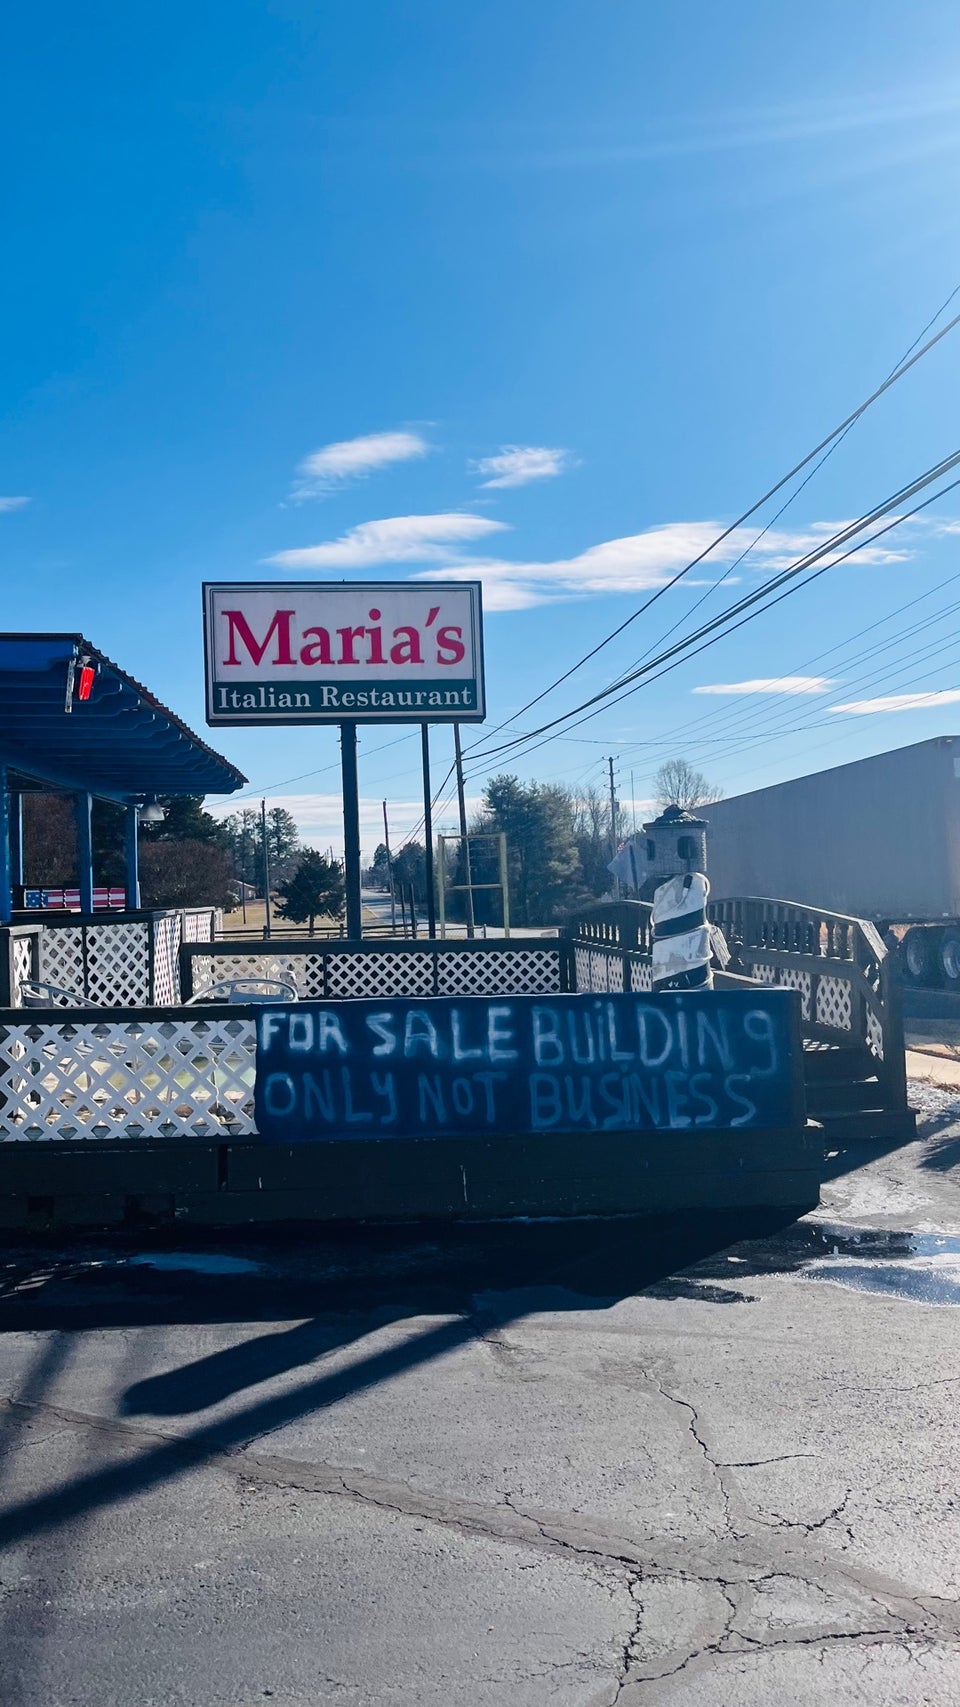 Maria's
Italian Restaurant
FOR SALE BUiLDiNg
ONLY NOT BUSiNESS